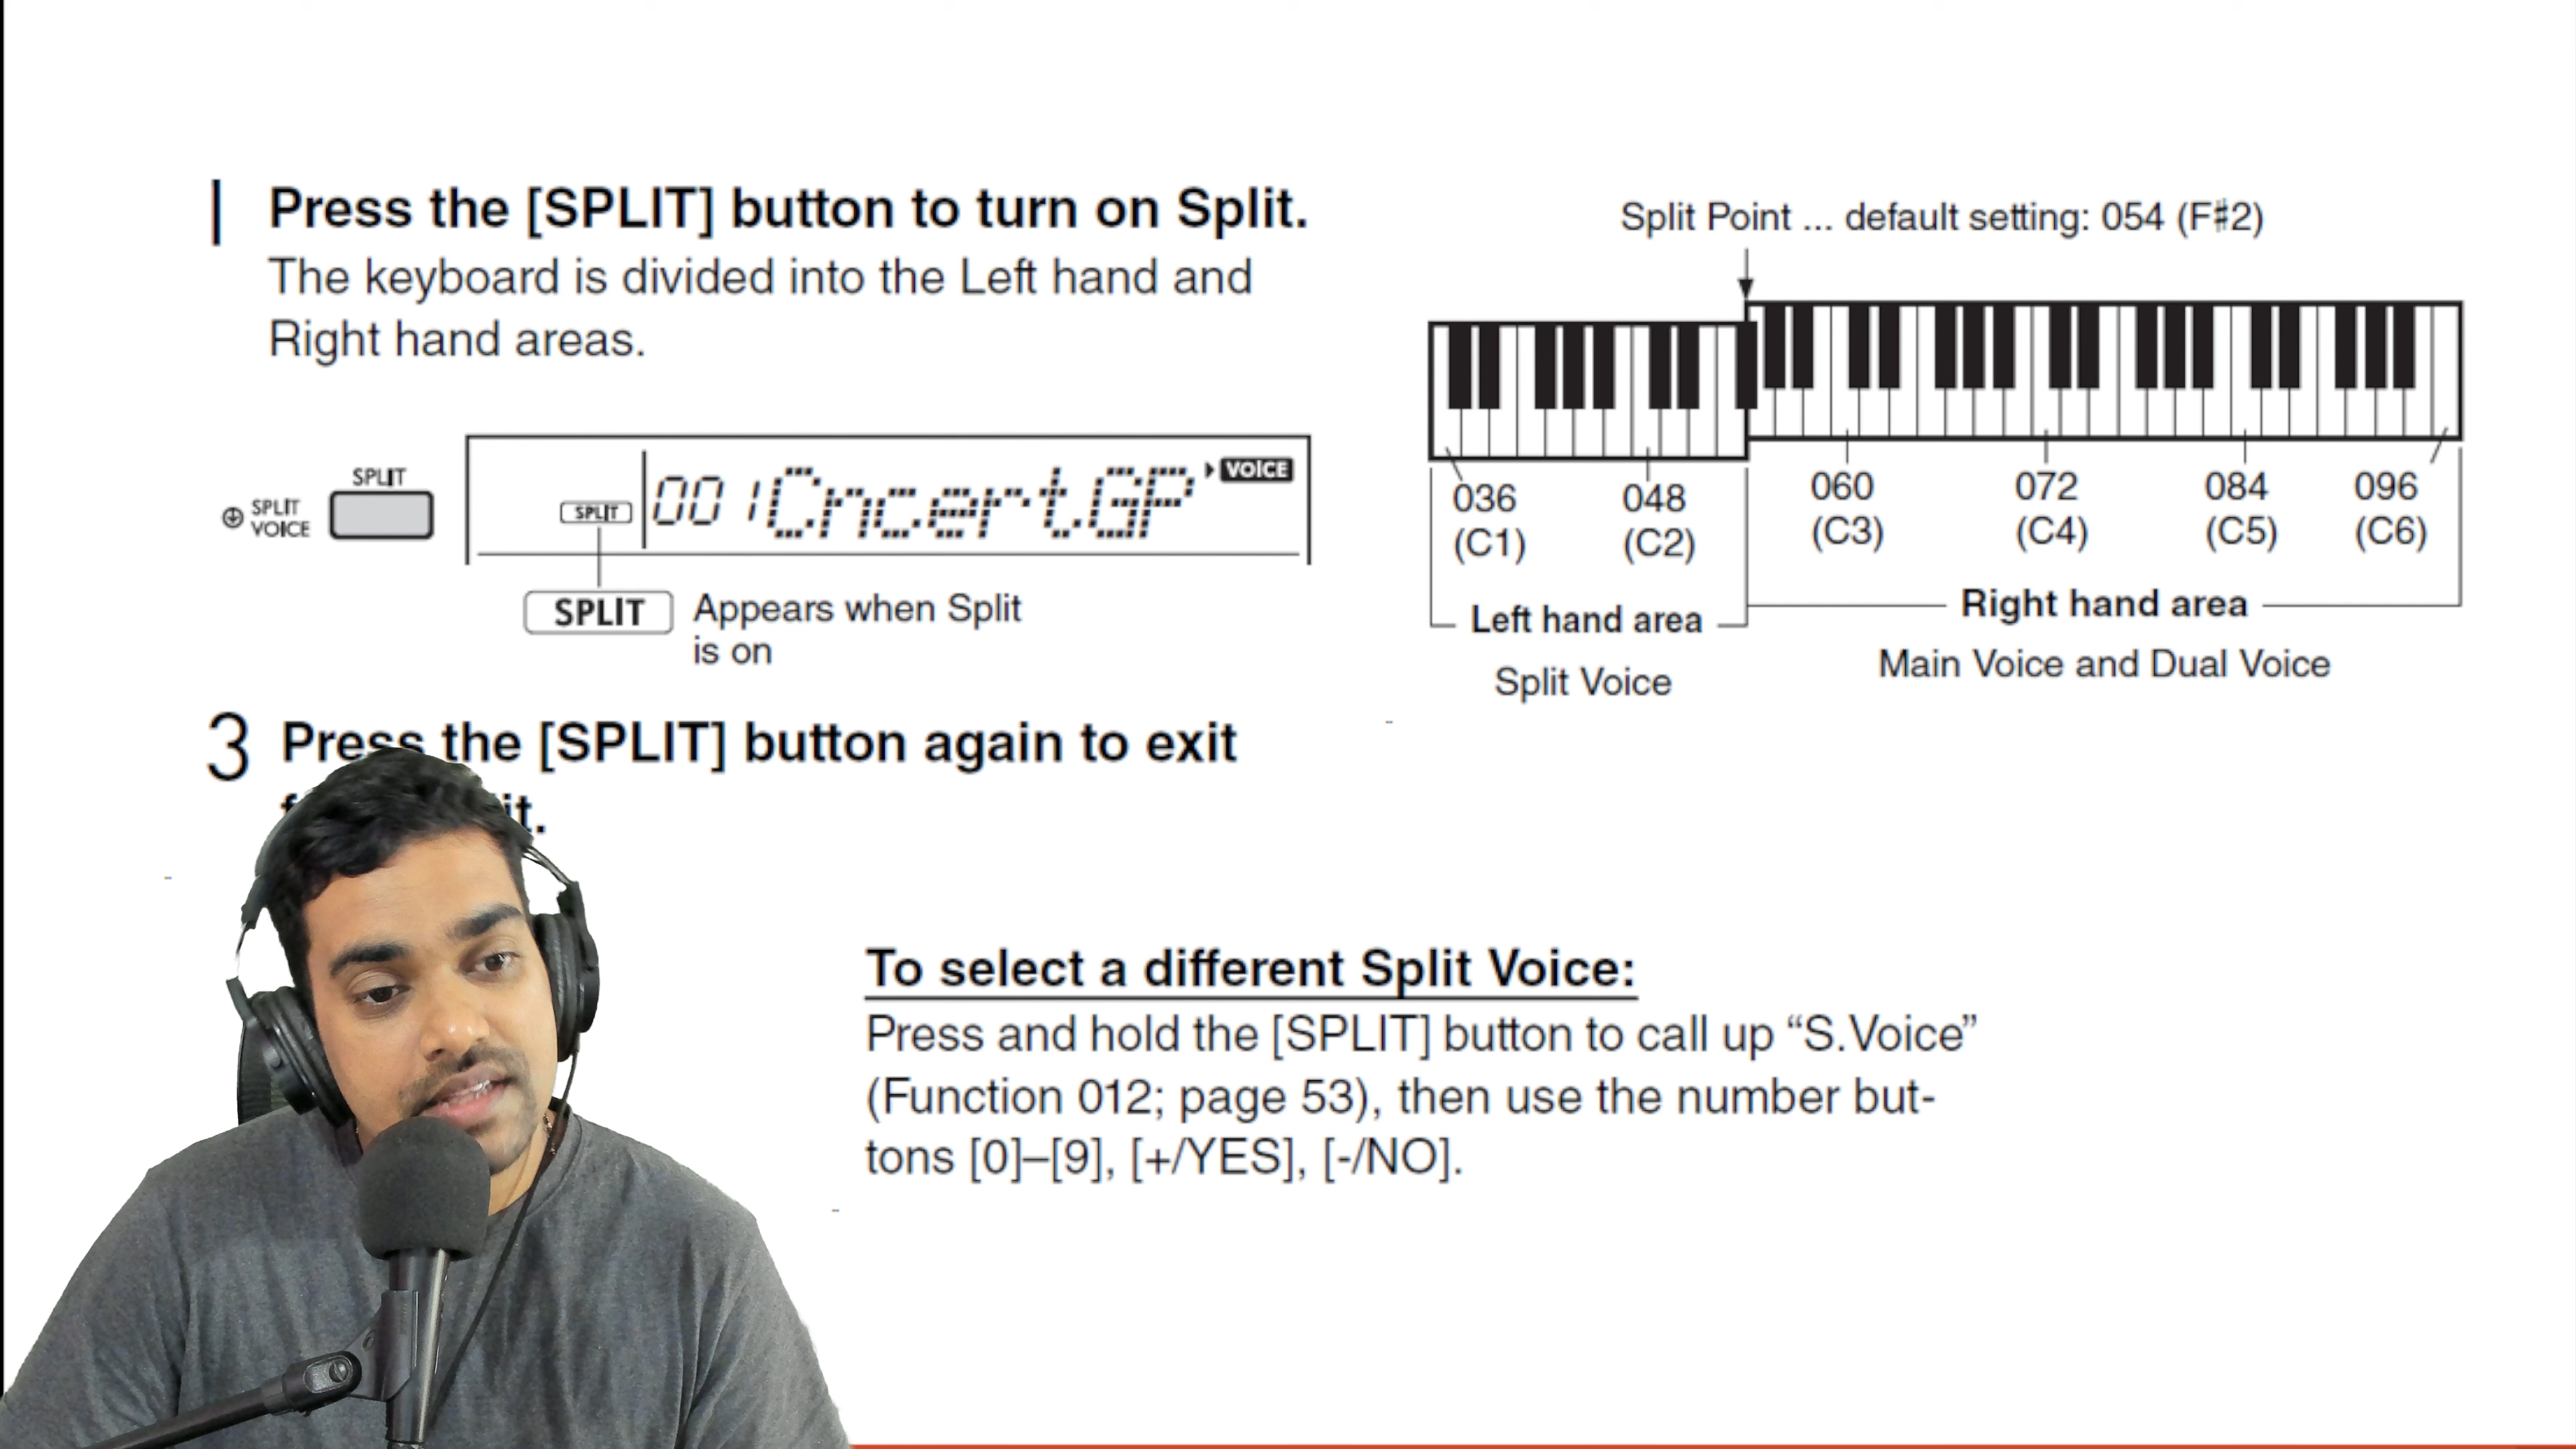 1 Press the [SPLIT] button to turn on Split.
The keyboard is divided into the Left hand and
Right hand areas.
SPLIT
SPLIT
VOICE
SPLIT
001 Cncert.GP
VOICE
SPLIT Appears when Split
is on
Split Point ... default setting: 054 (F#2)
036 048 060 072 084 096
(C1) (C2) (C3) (C4) (C5) (C6)
Left hand area Right hand area
Split Voice Main Voice and Dual Voice
3 Press the [SPLIT] button again to exit
To select a different Split Voice:
Press and hold the [SPLIT] button to call up “S.Voice”
(Function 012; page 53), then use the number but-
tons [0]–[9], [+/YES], [-/NO].